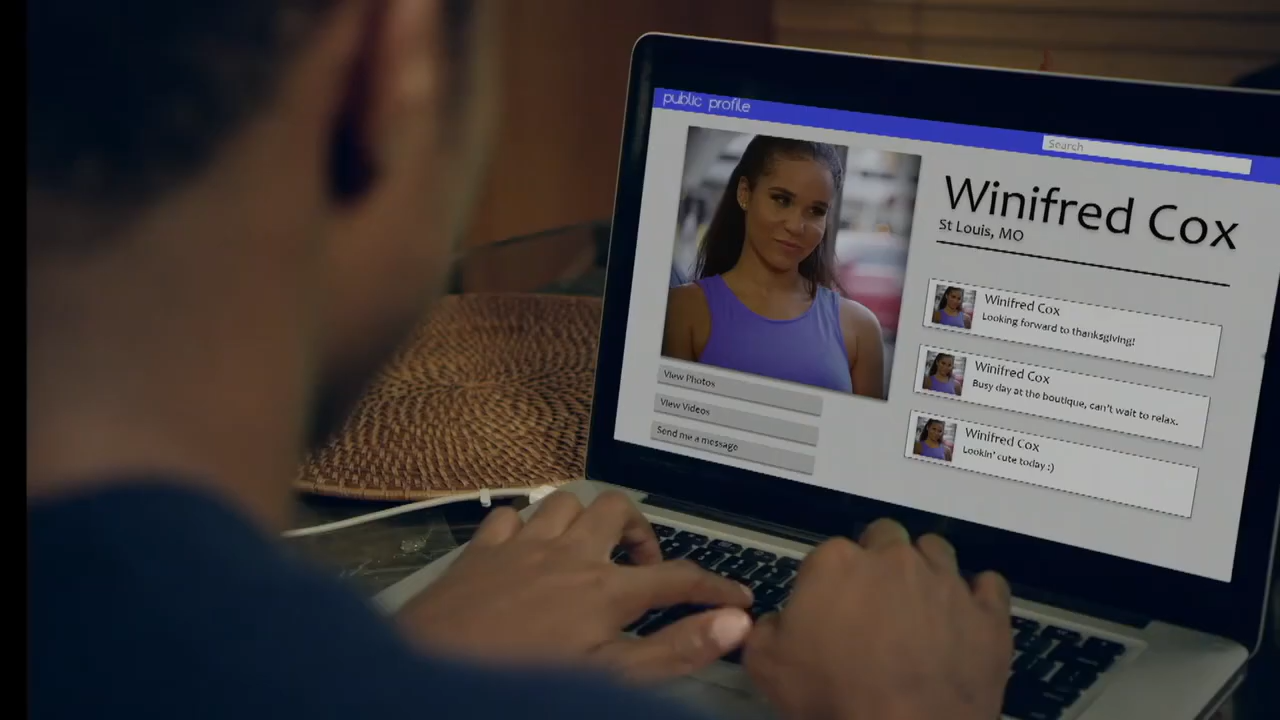 public profile
Search
Winifred Cox
St Louis, MO
Winifred Cox
Looking forward to thanksgiving!
Winifred Cox
Busy day at the boutique, can't wait to relax.
Winifred Cox
Lookin' cute today :)
View Photos
View Videos
Send me a message